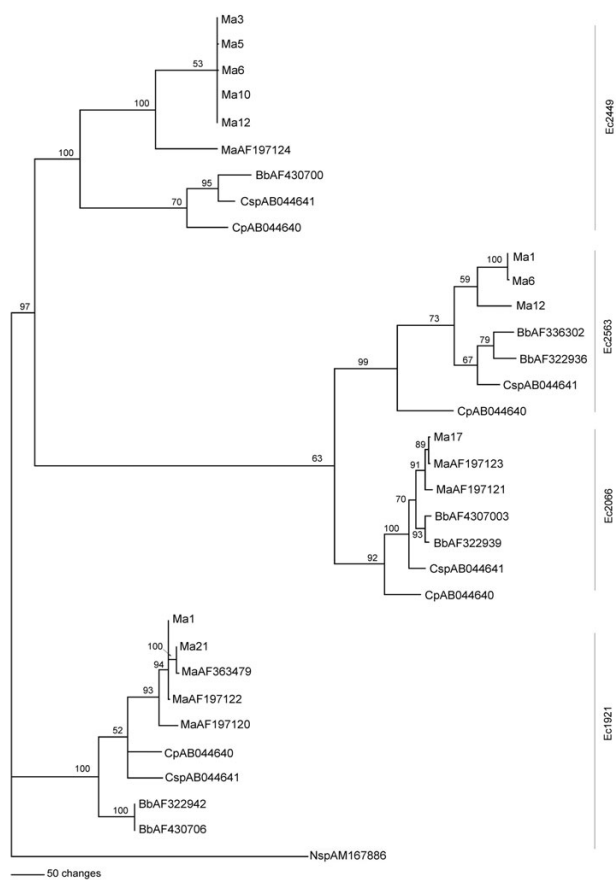 Ma3
Ma5
53
Ma6
Ma10
100
Ma12
MaAF197124
100
BbAF430700
95
CspAB044641
70
CpAB044640
Ec2449
100
Ma1
Ma6
59
Ma12
97
73
BbAF336302
79
BbAF322936
67
99
CspAB044641
CpAB044640
Ec2563
Ma17
89
MaAF197123
63
91
MaAF197121
70
BbAF4307003
100
93
BbAF322939
92
CspAB044641
CpAB044640
Ec2066
Ma1
100
Ma21
94
MaAF363479
93
MaAF197122
MaAF197120
52
CpAB044640
100
CspAB044641
BbAF322942
100
BbAF430706
Ec1921
NspAM167886
50 changes